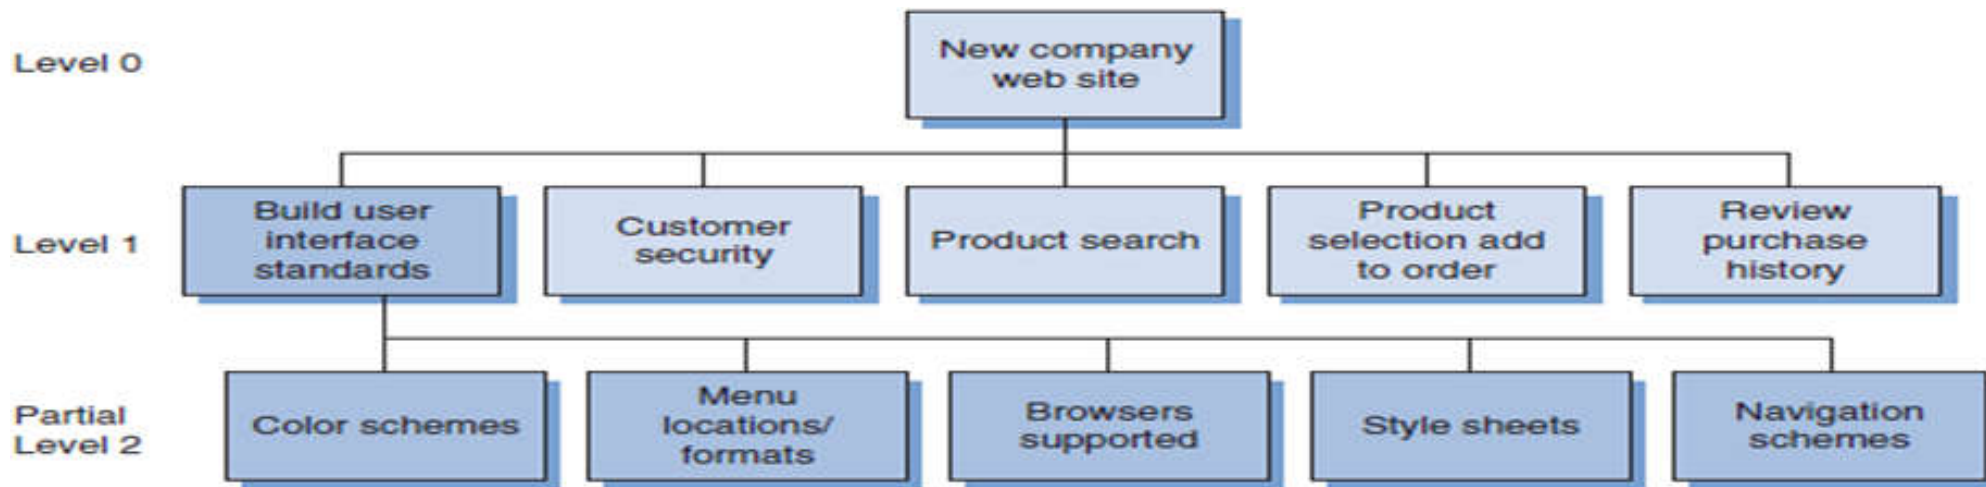 Level 0
New company
web site
Level 1
Build user
interface
standards
Customer
security
Product search
Product
selection add
to order
Review
purchase
history
Partial
Level 2
Color schemes
Menu
locations/
formats
Browsers
supported
Style sheets
Navigation
schemes